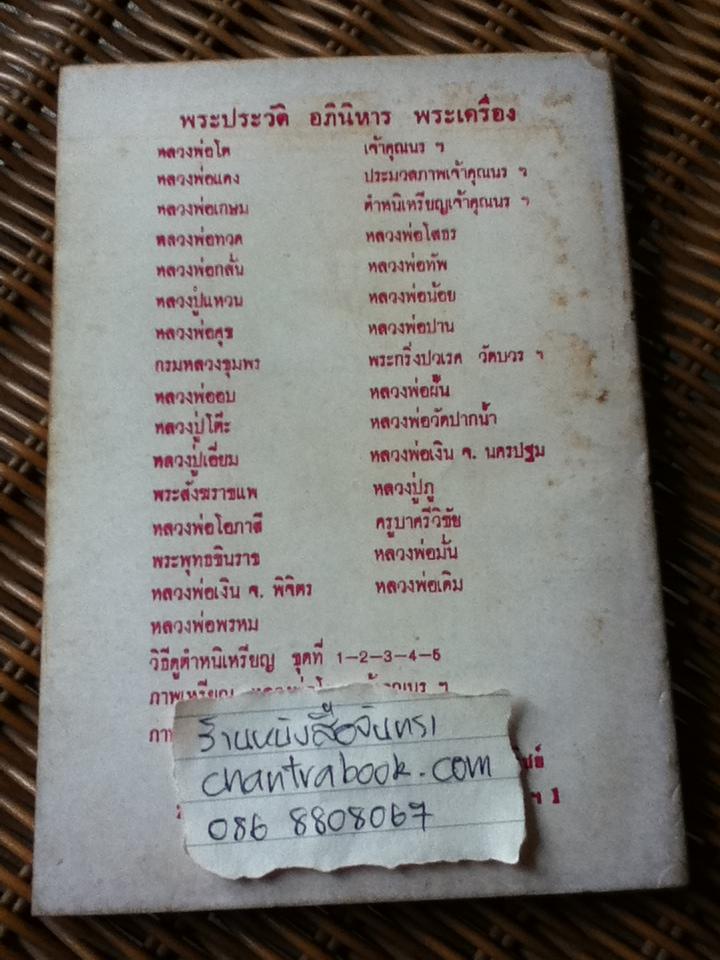 พระประวัติ อภินิหาร พระเครื่อง
หลวงพ่อโต เจ้าคุณนร ฯ
หลวงพ่อแดง ประมวลภาพเจ้าคุณนร ฯ
หลวงพ่อเกษม ตำหนิเหรียญเจ้าคุณนร ฯ
หลวงพ่อทวด หลวงพ่อโสธร
หลวงพ่อกลั่น หลวงพ่อทัพ
หลวงปู่แหวน หลวงพ่อน้อย
หลวงพ่อศุข หลวงพ่อปาน
กรมหลวงชุมพร พระกริ่งปวเรศ วัดบวร ฯ
หลวงพ่ออบ หลวงพ่อผั้น
หลวงปู่โต๊ะ หลวงพ่อวัดปากน้ำ
หลวงปู่เอี่ยม หลวงพ่อเงิน จ. นครปฐม
พระสังฆราชแพ หลวงปู่ภู
หลวงพ่อโอภาสี ครูบาศรีวิชัย
พระพุทธชินราช หลวงพ่อมั่น
หลวงพ่อเงิน จ. พิจิตร หลวงพ่อเดิม
หลวงพ่อพรหม
วิธีดูตำหนิเหรียญ ชุดที่ 1-2-3-4-5
ภาพเหรียญ
ร้านหนังสือจันทรา
chantrabook.com
086 8808067
ฯ 1